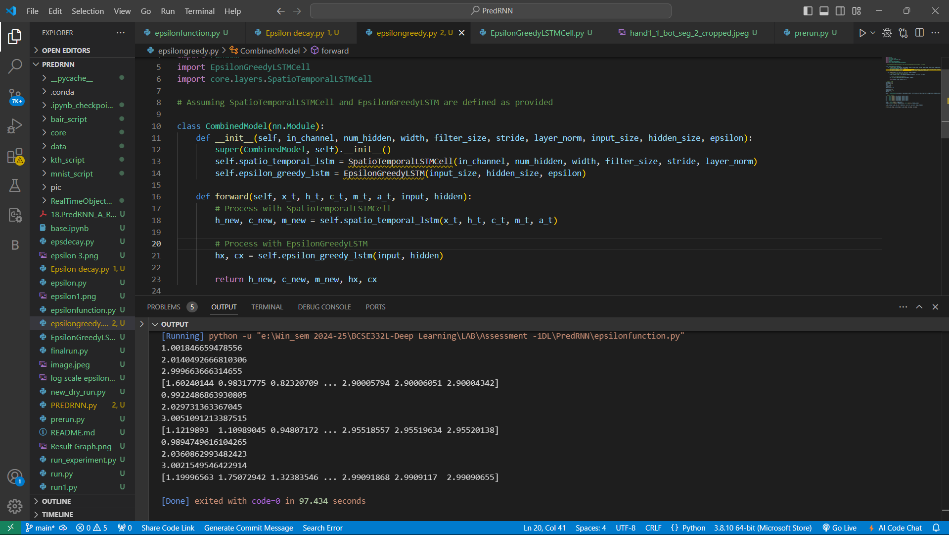 File Edit Selection View Go Run Terminal Help
PredRNN
EXPLORER
epsilonfunction.py U
Epsilon decay.py 1, U
epsilongreedy.py 2, U
EpsilonGreedyLSTMCell.py U
hand1_1_bot_seg_2_cropped.jpeg U
prerun.py U
epsilongreedy.py > CombinedModel > forward
OPEN EDITORS
PREDRNN
__pycache__
.conda
.ipynb_checkpoi...
bair_script
core
data
kth_script
mnist_script
pic
RealTimeObject...
18.PredRNN_A_R... U
base.ipynb U
epsdecay.py U
epsilon 3.png U
Epsilon decay.py 1, U
epsilon.py U
epsilon1.png U
epsilonfunction.py U
epsilongreedy.... 2, U
EpsilonGreedyLS... U
finalrun.py U
image.jpeg U
log scale epsilon... U
new_dry_run.py U
PREDRNN.py 2, U
prerun.py U
README.md U
Result Graph.png U
run_experiment.py U
run.py U
run1.py U
OUTLINE
TIMELINE
7K+
1
5 import EpsilonGreedyLSTMCell
6 import core.layers.SpatioTemporalLSTMCell
7
8 # Assuming SpatioTemporalLSTMCell and EpsilonGreedyLSTM are defined as provided
9
10 class CombinedModel(nn.Module):
11 def __init__(self, in_channel, num_hidden, width, filter_size, stride, layer_norm, input_size, hidden_size, epsilon):
12 super(CombinedModel, self).__init__()
13 self.spatio_temporal_lstm = SpatioTemporalLSTMCell(in_channel, num_hidden, width, filter_size, stride, layer_norm)
14 self.epsilon_greedy_lstm = EpsilonGreedyLSTM(input_size, hidden_size, epsilon)
15
16 def forward(self, x_t, h_t, c_t, m_t, a_t, input, hidden):
17 # Process with SpatioTemporalLSTMCell
18 h_new, c_new, m_new = self.spatio_temporal_lstm(x_t, h_t, c_t, m_t, a_t)
19
20 # Process with EpsilonGreedyLSTM
21 hx, cx = self.epsilon_greedy_lstm(input, hidden)
22
23 return h_new, c_new, m_new, hx, cx
24
PROBLEMS 5 OUTPUT TERMINAL DEBUG CONSOLE PORTS
OUTPUT
[Running] python -u "e:\Win_sem 2024-25\BCSE332L-Deep Learning\LAB\Assessment -1DL\PredRNN\epsilonfunction.py"
1.001846659478556
2.0140492666810306
2.999663666314655
[1.60240144 0.98317775 0.82320709 ... 2.90005794 2.90006051 2.90004342]
0.9922486863930805
2.029731363367045
3.0051091213387515
[1.1219893 1.10989045 0.94807172 ... 2.95518557 2.95519634 2.95520138]
0.9894749616104265
2.0360862993482423
3.0021549546422914
[1.19996563 1.75072942 1.32383546 ... 2.99091868 2.9909117 2.99090655]
[Done] exited with code=0 in 97.434 seconds
main* 0 5 0 Share Code Link Generate Commit Message Search Error
Ln 20, Col 41 Spaces: 4 UTF-8 CRLF Python 3.8.10 64-bit (Microsoft Store) Go Live AI Code Chat